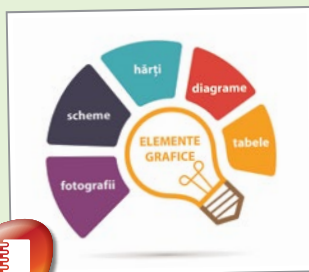 hărți
diagrame
scheme
ELEMENTE
GRAFICE
tabele
fotografii